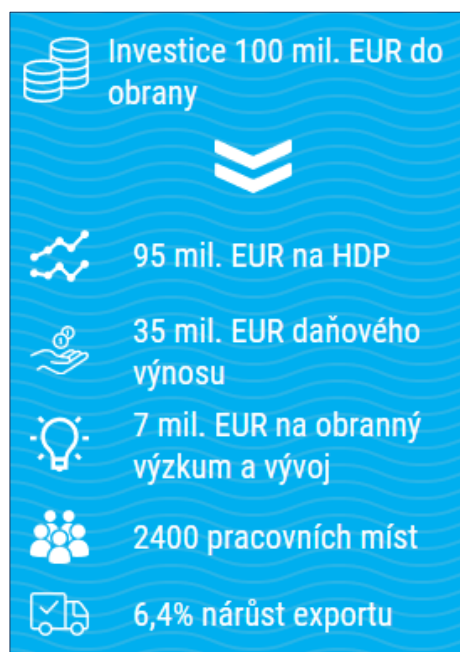 Investice 100 mil. EUR do
obrany
95 mil. EUR na HDP
35 mil. EUR daňového
výnosu
7 mil. EUR na obranný
výzkum a vývoj
2400 pracovních míst
6,4% nárůst exportu